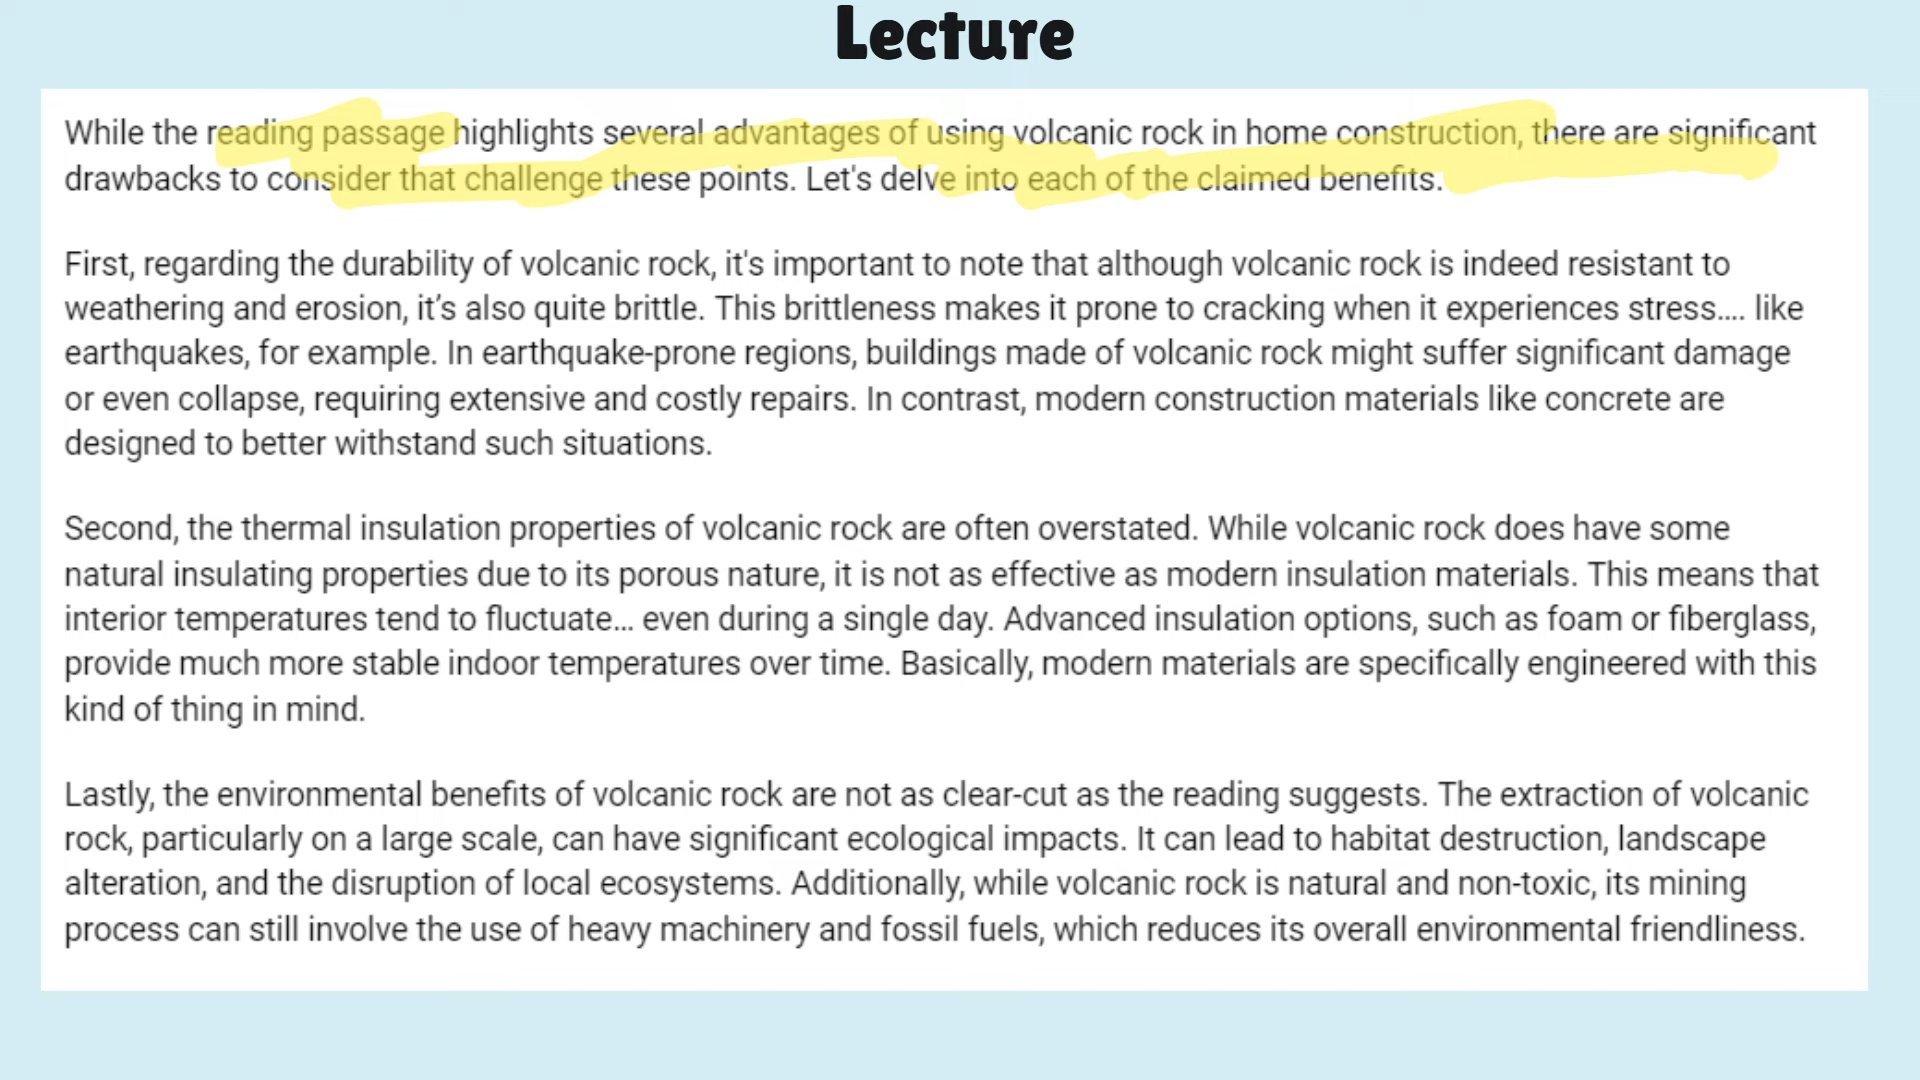 Lecture
While the reading passage highlights several advantages of using volcanic rock in home construction, there are significant
drawbacks to consider that challenge these points. Let's delve into each of the claimed benefits.
First, regarding the durability of volcanic rock, it's important to note that although volcanic rock is indeed resistant to
weathering and erosion, it’s also quite brittle. This brittleness makes it prone to cracking when it experiences stress.... like
earthquakes, for example. In earthquake-prone regions, buildings made of volcanic rock might suffer significant damage
or even collapse, requiring extensive and costly repairs. In contrast, modern construction materials like concrete are
designed to better withstand such situations.
Second, the thermal insulation properties of volcanic rock are often overstated. While volcanic rock does have some
natural insulating properties due to its porous nature, it is not as effective as modern insulation materials. This means that
interior temperatures tend to fluctuate... even during a single day. Advanced insulation options, such as foam or fiberglass,
provide much more stable indoor temperatures over time. Basically, modern materials are specifically engineered with this
kind of thing in mind.
Lastly, the environmental benefits of volcanic rock are not as clear-cut as the reading suggests. The extraction of volcanic
rock, particularly on a large scale, can have significant ecological impacts. It can lead to habitat destruction, landscape
alteration, and the disruption of local ecosystems. Additionally, while volcanic rock is natural and non-toxic, its mining
process can still involve the use of heavy machinery and fossil fuels, which reduces its overall environmental friendliness.